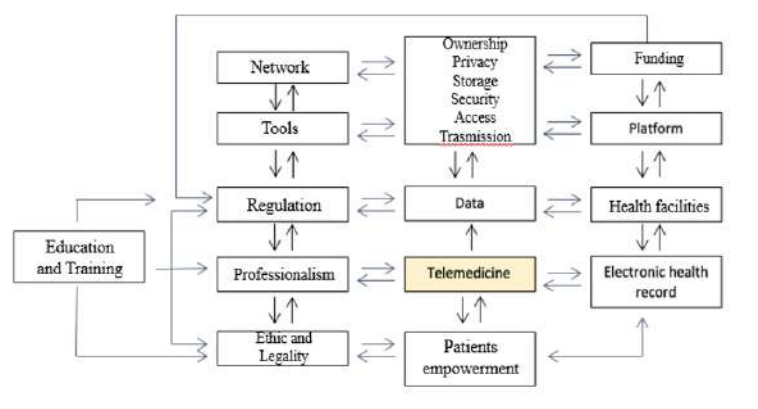 Ownership
Privacy
Storage
Security
Access
Trasmission
Network
Funding
Tools
Platform
Regulation
Data
Health facilities
Education
and Training
Professionalism
Telemedicine
Electronic health
record
Ethic and
Legality
Patients
empowerment